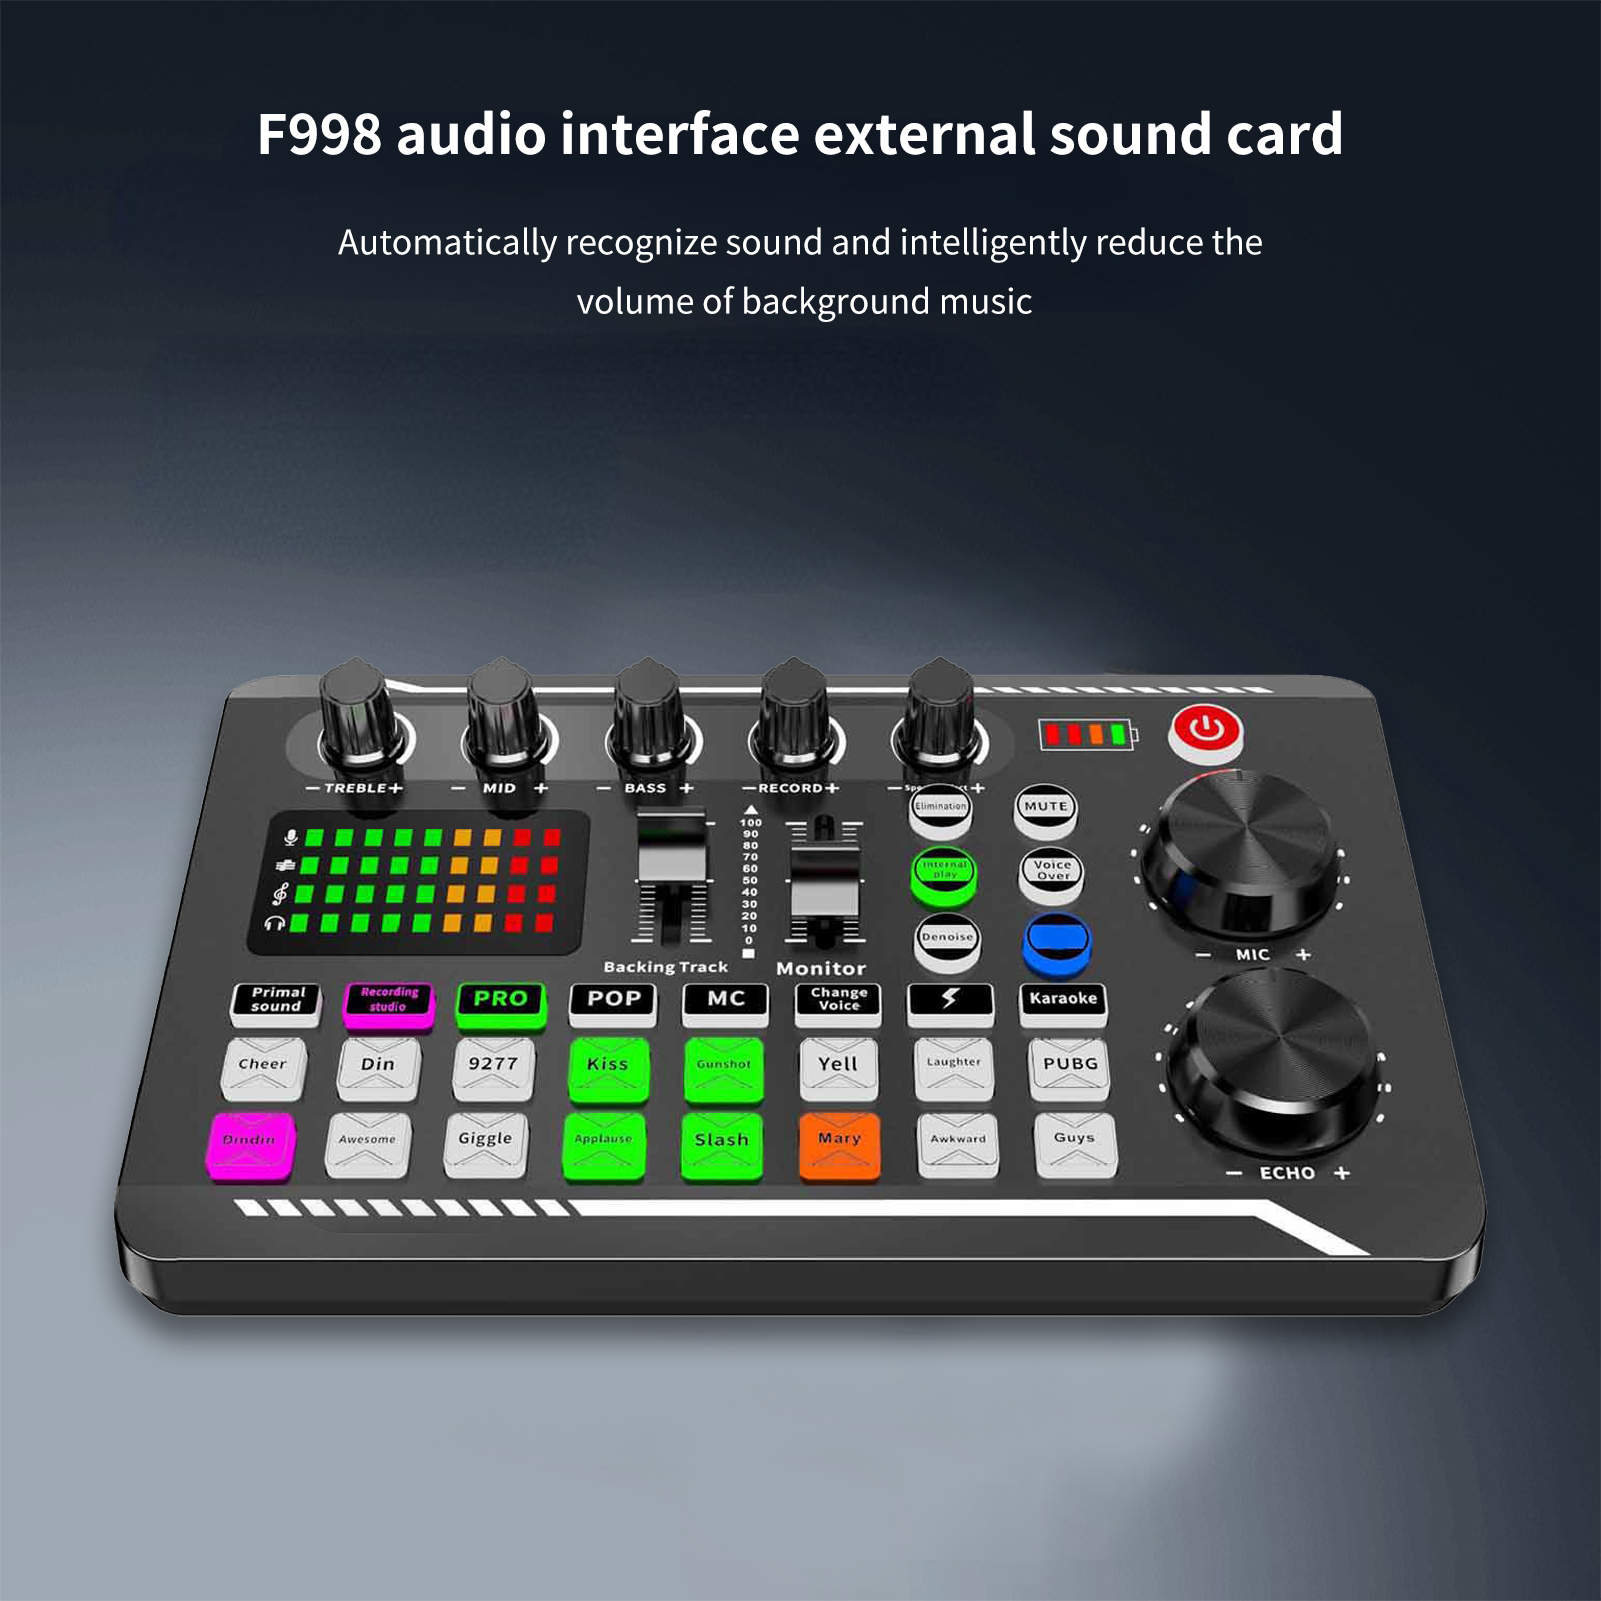 F998 audio interface external sound card
Automatically recognize sound and intelligently reduce the
volume of background music
TREBLE
MID
BASS
RECORD
Elimination
MUTE
100
90
80
70
60
50
40
30
20
10
0
Internal
play
Voice
Over
Denoise
Backing Track
Monitor
MIC
Primal
sound
Recording
studio
PRO
POP
MC
Change
Voice
Karaoke
Cheer
Din
9277
Kiss
Gunshot
Yell
Laughter
PUBG
Dindin
Awesome
Giggle
Applause
Slash
Mary
Awkward
Guys
ECHO